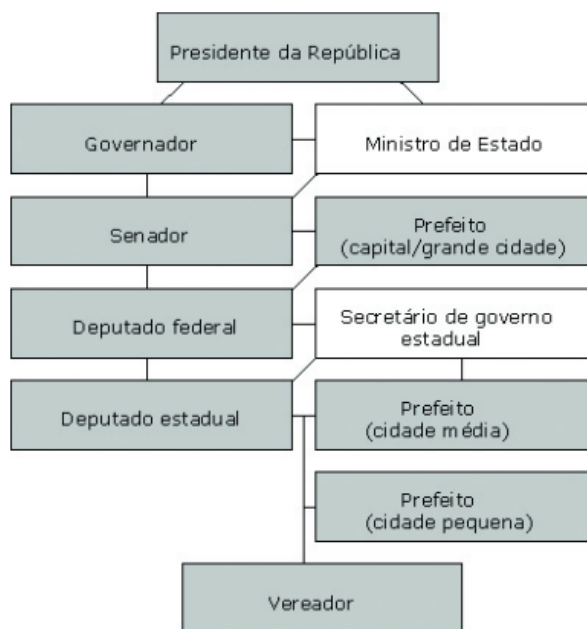 Presidente da República
Governador
Ministro de Estado
Senador
Prefeito
(capital/grande cidade)
Deputado federal
Secretário de governo
estadual
Deputado estadual
Prefeito
(cidade média)
Prefeito
(cidade pequena)
Vereador